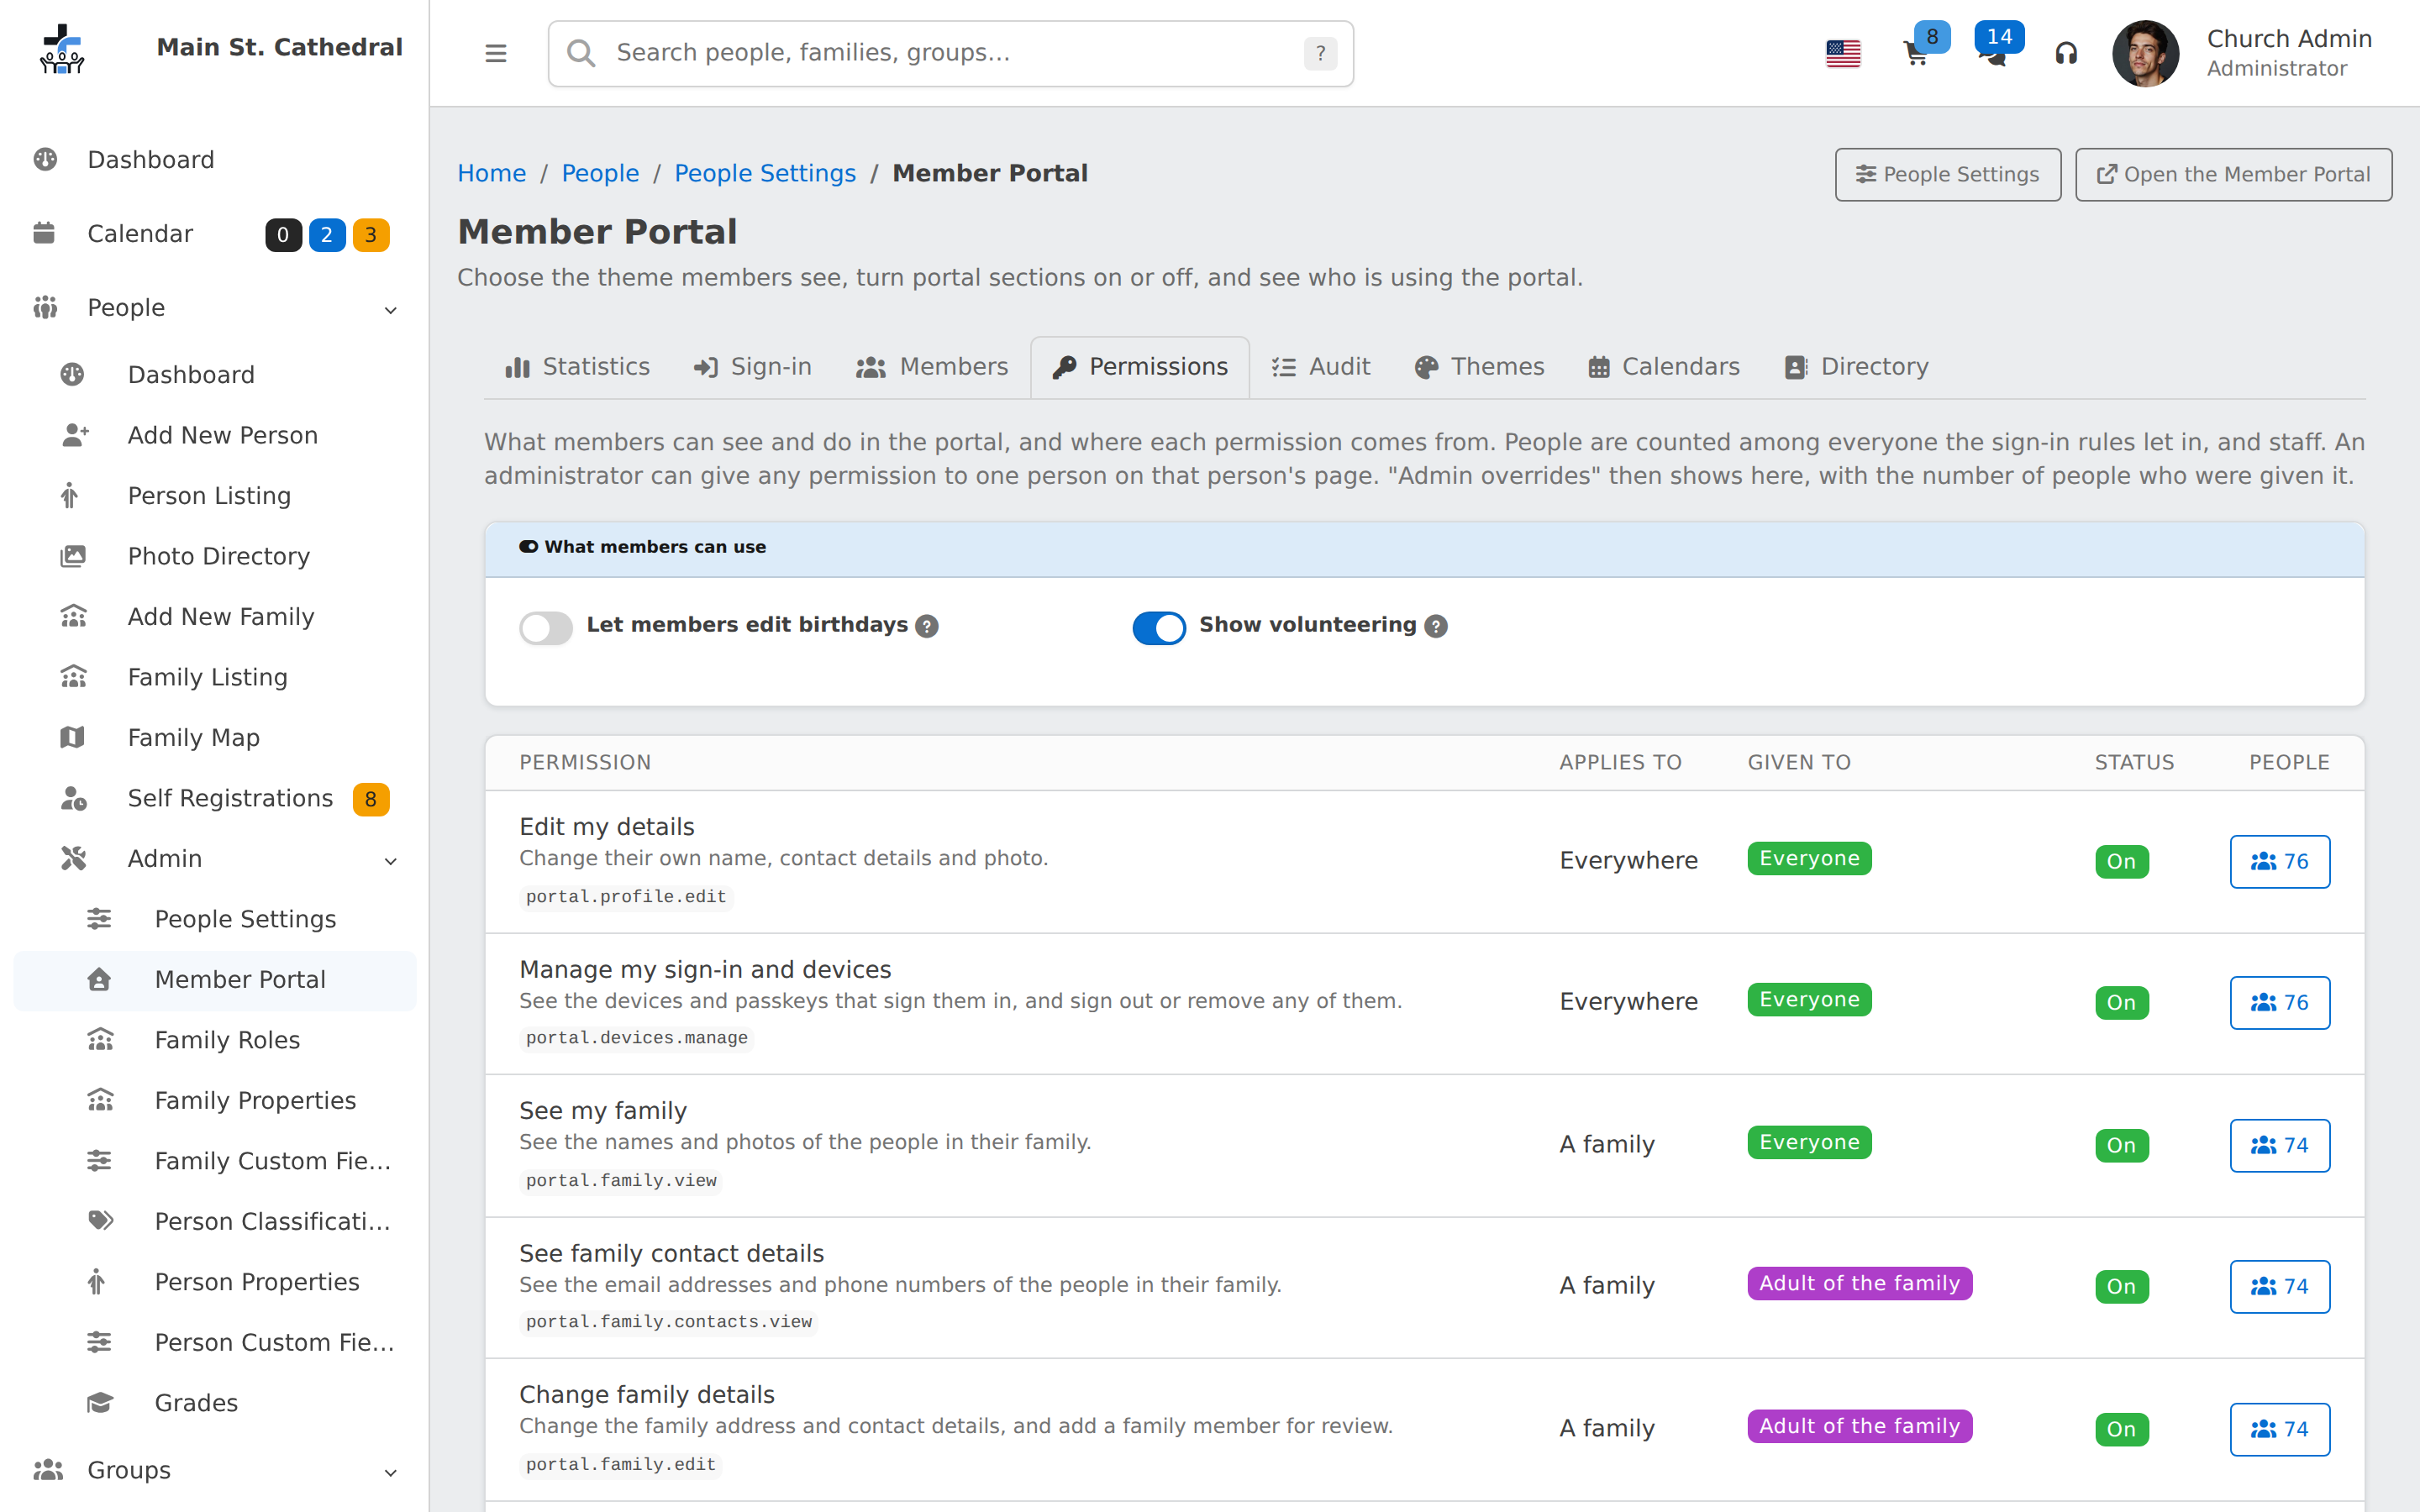 Main St. Cathedral
Search people, families, groups...
?
8
14
Church Admin
Administrator
Dashboard
Calendar
0
2
3
People
Dashboard
Add New Person
Person Listing
Photo Directory
Add New Family
Family Listing
Family Map
Self Registrations
8
Admin
People Settings
Member Portal
Family Roles
Family Properties
Family Custom Fie...
Person Classificati...
Person Properties
Person Custom Fie...
Grades
Groups
Home / People / People Settings / Member Portal
People Settings
Open the Member Portal
Member Portal
Choose the theme members see, turn portal sections on or off, and see who is using the portal.
Statistics
Sign-in
Members
Permissions
Audit
Themes
Calendars
Directory
What members can see and do in the portal, and where each permission comes from. People are counted among everyone the sign-in rules let in, and staff. An
administrator can give any permission to one person on that person's page. "Admin overrides" then shows here, with the number of people who were given it.
What members can use
Let members edit birthdays ?
Show volunteering ?
PERMISSION APPLIES TO GIVEN TO STATUS PEOPLE
Edit my details
Change their own name, contact details and photo.
portal.profile.edit
Everywhere
Everyone
On
76
Manage my sign-in and devices
See the devices and passkeys that sign them in, and sign out or remove any of them.
portal.devices.manage
Everywhere
Everyone
On
76
See my family
See the names and photos of the people in their family.
portal.family.view
A family
Everyone
On
74
See family contact details
See the email addresses and phone numbers of the people in their family.
portal.family.contacts.view
A family
Adult of the family
On
74
Change family details
Change the family address and contact details, and add a family member for review.
portal.family.edit
A family
Adult of the family
On
74